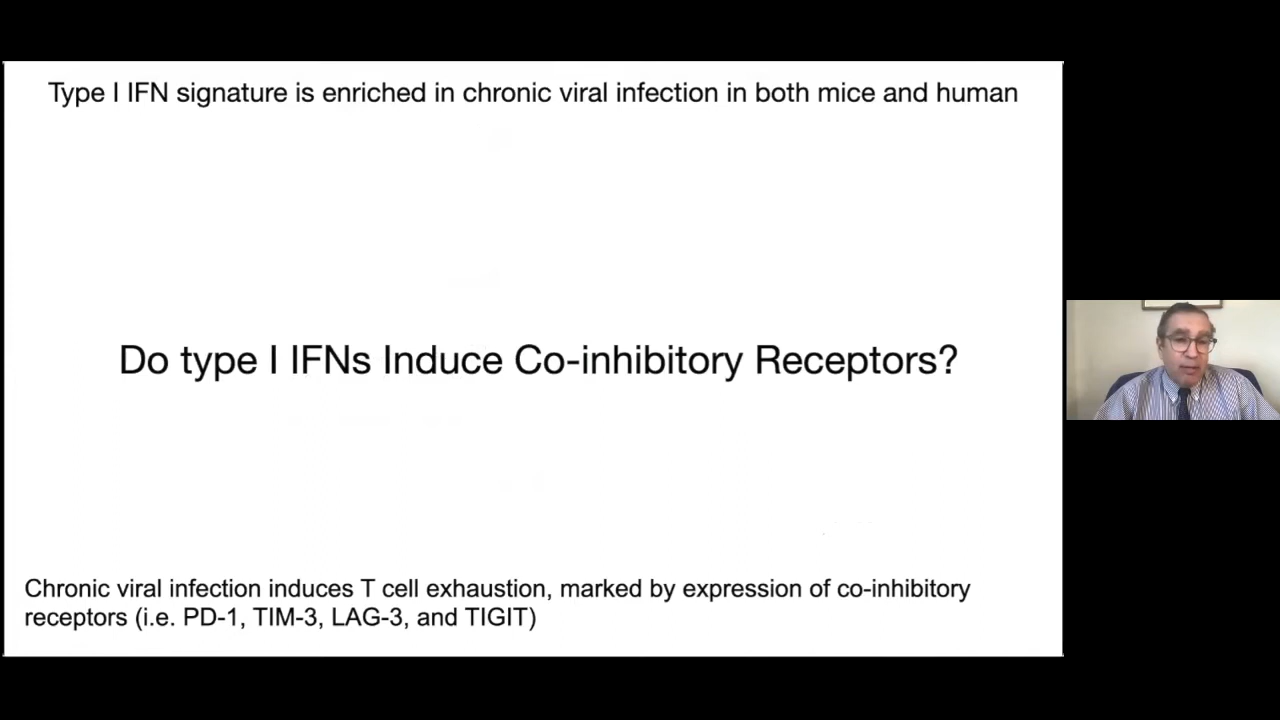 Type I IFN signature is enriched in chronic viral infection in both mice and human
Do type I IFNs Induce Co-inhibitory Receptors?
Chronic viral infection induces T cell exhaustion, marked by expression of co-inhibitory
receptors (i.e. PD-1, TIM-3, LAG-3, and TIGIT)